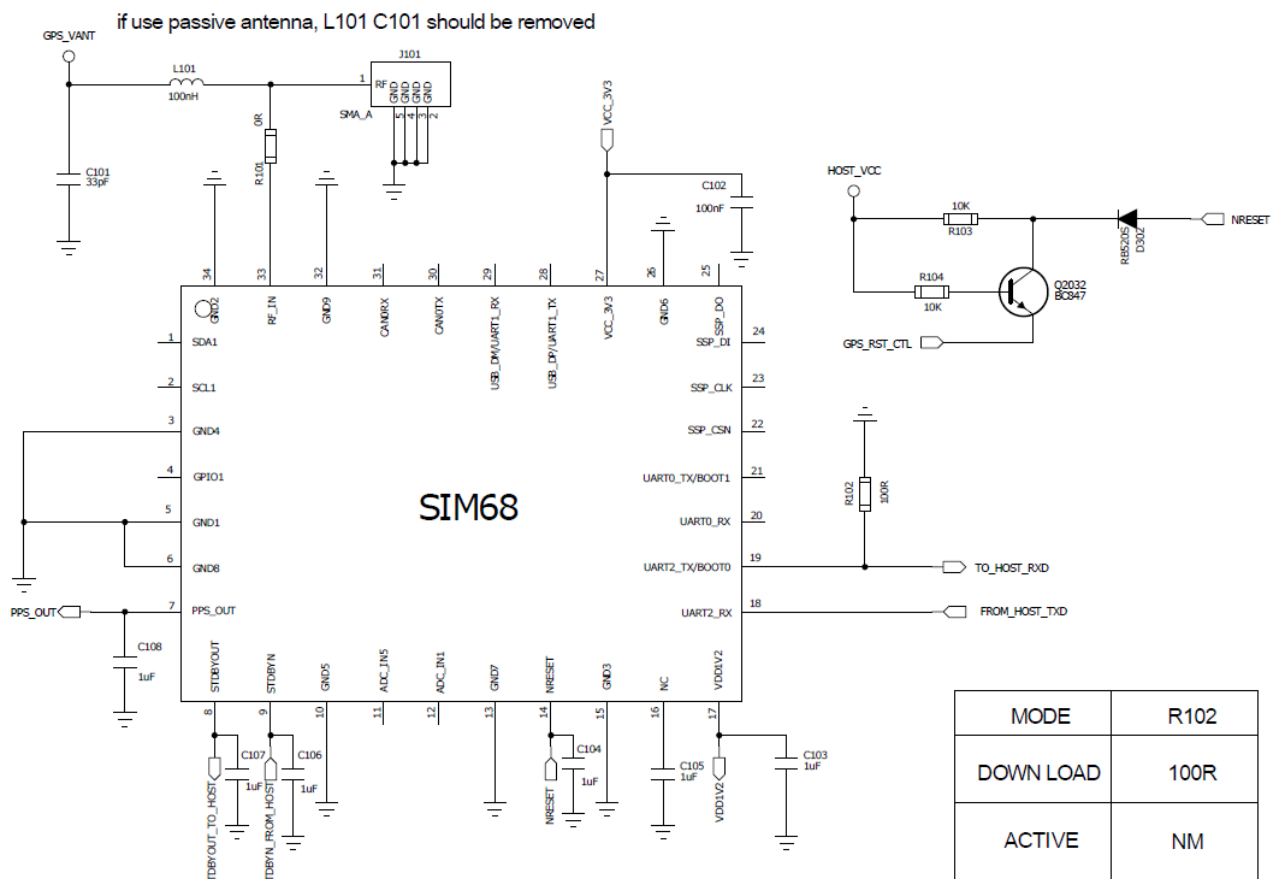 if use passive antenna, L101 C101 should be removed
GPS_VANT
L101
100nH
C101
33pF
0R
R101
J101
1
RF
GND
GND
GND
GND
5
4
3
2
SMA_A
VCC_3V3
C102
100nF
HOST_VCC
10K
R103
R104
10K
RB520S
D302
NRESET
Q2032
BC847
GPS_RST_CTL
34
33
32
31
30
29
28
27
26
25
GND2
RF_IN
GND9
CAN0RX
CAN0TX
USB_DM/UART1_RX
USB_DP/UART1_TX
VCC_3V3
GND6
SSP_DO
1
SDA1
2
SCL1
3
GND4
4
GPIO1
5
GND1
6
GND8
7
PPS_OUT
PPS_OUT
C108
1uF
SIM68
SSP_DI
24
SSP_CLK
23
SSP_CSN
22
UART0_TX/BOOT1
21
UART0_RX
20
UART2_TX/BOOT0
19
UART2_RX
18
R102
100R
TO_HOST_RXD
FROM_HOST_TXD
STDBYOUT
STDBYN
GND5
ADC_IN5
ADC_IN1
GND7
NRESET
GND3
NC
VDD1V2
8
9
10
11
12
13
14
15
16
17
C107
1uF
C106
1uF
C104
1uF
C105
1uF
C103
1uF
TDBYOUT_TO_HOST
TDBYN_FROM_HOST
NRESET
VDD1V2
MODE R102
DOWN LOAD 100R
ACTIVE NM